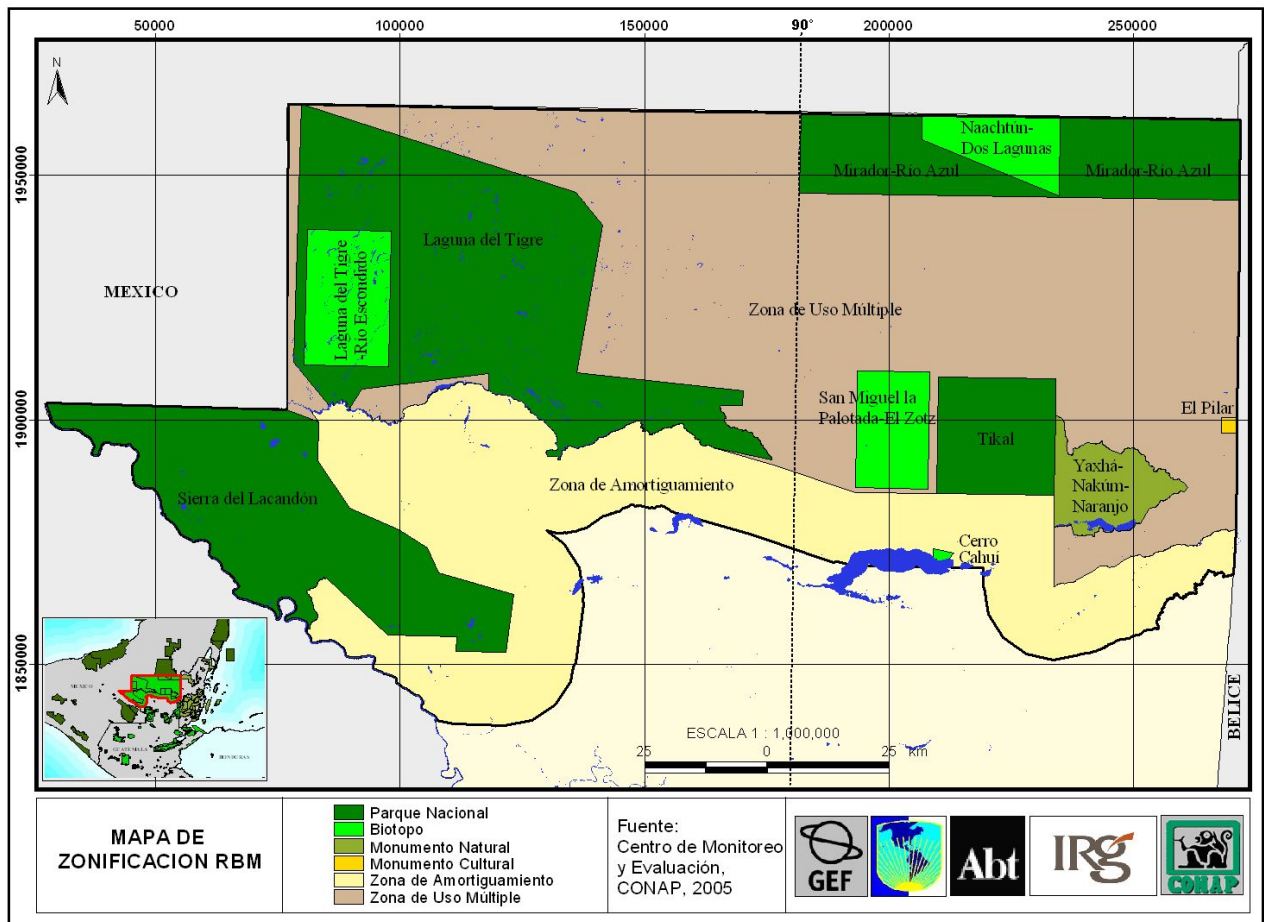 50000
100000
150000
90°
200000
250000
N
1950000
1900000
1850000
Naachtún-
Dos Lagunas
Mirador-Río Azul
Mirador-Río Azul
Laguna del Tigre
Laguna del Tigre
-Río Escondido
MEXICO
Zona de Uso Múltiple
San Miguel la
Palotada-El Zotz
Tikal
El Pilar
Yaxhá-
Nakúm-
Naranjo
Sierra del Lacandón
Zona de Amortiguamiento
Cerro
Cahuí
BELICE
MEXICO
GUATEMALA
HONDURAS
ESCALA 1 : 1,000,000
25
0
25
km
MAPA DE
ZONIFICACION RBM
Parque Nacional
Biotopo
Monumento Natural
Monumento Cultural
Zona de Amortiguamiento
Zona de Uso Múltiple
Fuente:
Centro de Monitoreo
y Evaluación,
CONAP, 2005
GEF
Abt
IRg
CONAP